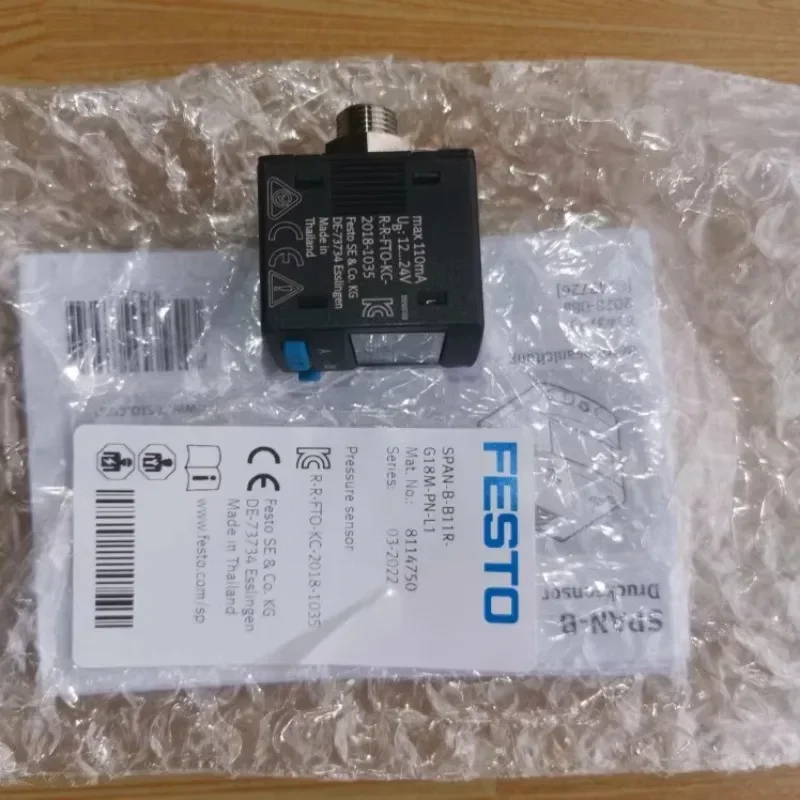 max 110mA
UB: 12...24V
R-R-FTO-KC-
2018-1035
Festo SE & Co. KG
DE-73734 Esslingen
Made in
Thailand
CE
A
FESTO
SPAN-B-B11R-
G18M-PN-L1
Mat. No.: 8114750
Series: 03-2022
Pressure sensor
R-R-FTO-KC-2018-1035
CE
Festo SE & Co. KG
DE-73734 Esslingen
Made in Thailand
www.festo.com/sp
SPAN-B
Drucksensor